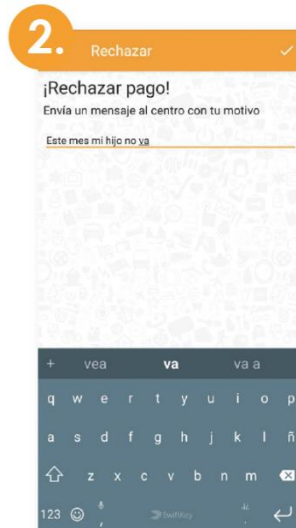 2.
Rechazar
¡Rechazar pago!
Envía un mensaje al centro con tu motivo
Este mes mi hijo no va
+ vea va va a
q w e r t y u i o p
a s d f g h j k l ñ
z x c v b n m
123 , SwiftKey .